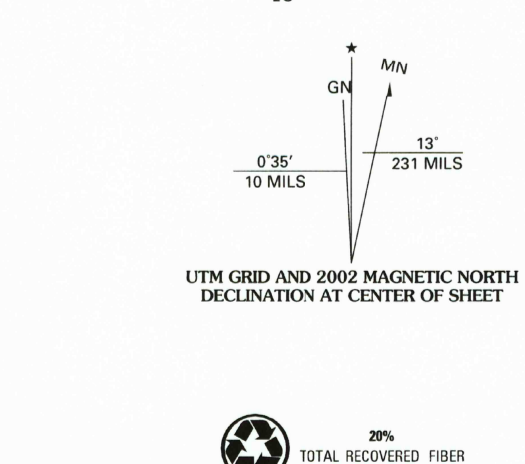 ★
MN
GN
0°35′
10 MILS
13°
231 MILS
UTM GRID AND 2002 MAGNETIC NORTH
DECLINATION AT CENTER OF SHEET
20%
TOTAL RECOVERED FIBER